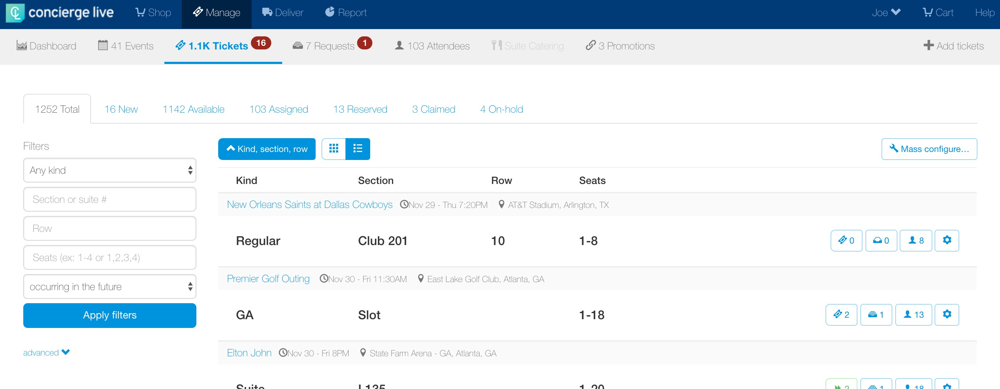 concierge live Shop Manage Deliver Report Joe Cart Help
Dashboard 41 Events 1.1K Tickets 16 7 Requests 1 103 Attendees Suite Catering 3 Promotions Add tickets
1252 Total 16 New 1142 Available 103 Assigned 13 Reserved 3 Claimed 4 On-hold
Filters
Any kind
Section or suite #
Row
Seats (ex: 1-4 or 1,2,3,4)
occurring in the future
Apply filters
advanced
Kind, section, row Mass configure...
Kind Section Row Seats
New Orleans Saints at Dallas Cowboys Nov 29 - Thu 7:20PM AT&T Stadium, Arlington, TX
Regular Club 201 10 1-8 0 0 8
Premier Golf Outing Nov 30 - Fri 11:30AM East Lake Golf Club, Atlanta, GA
GA Slot 1-18 2 1 13
Elton John Nov 30 - Fri 8PM State Farm Arena - GA, Atlanta, GA
Suite L135 1-20 2 1 18